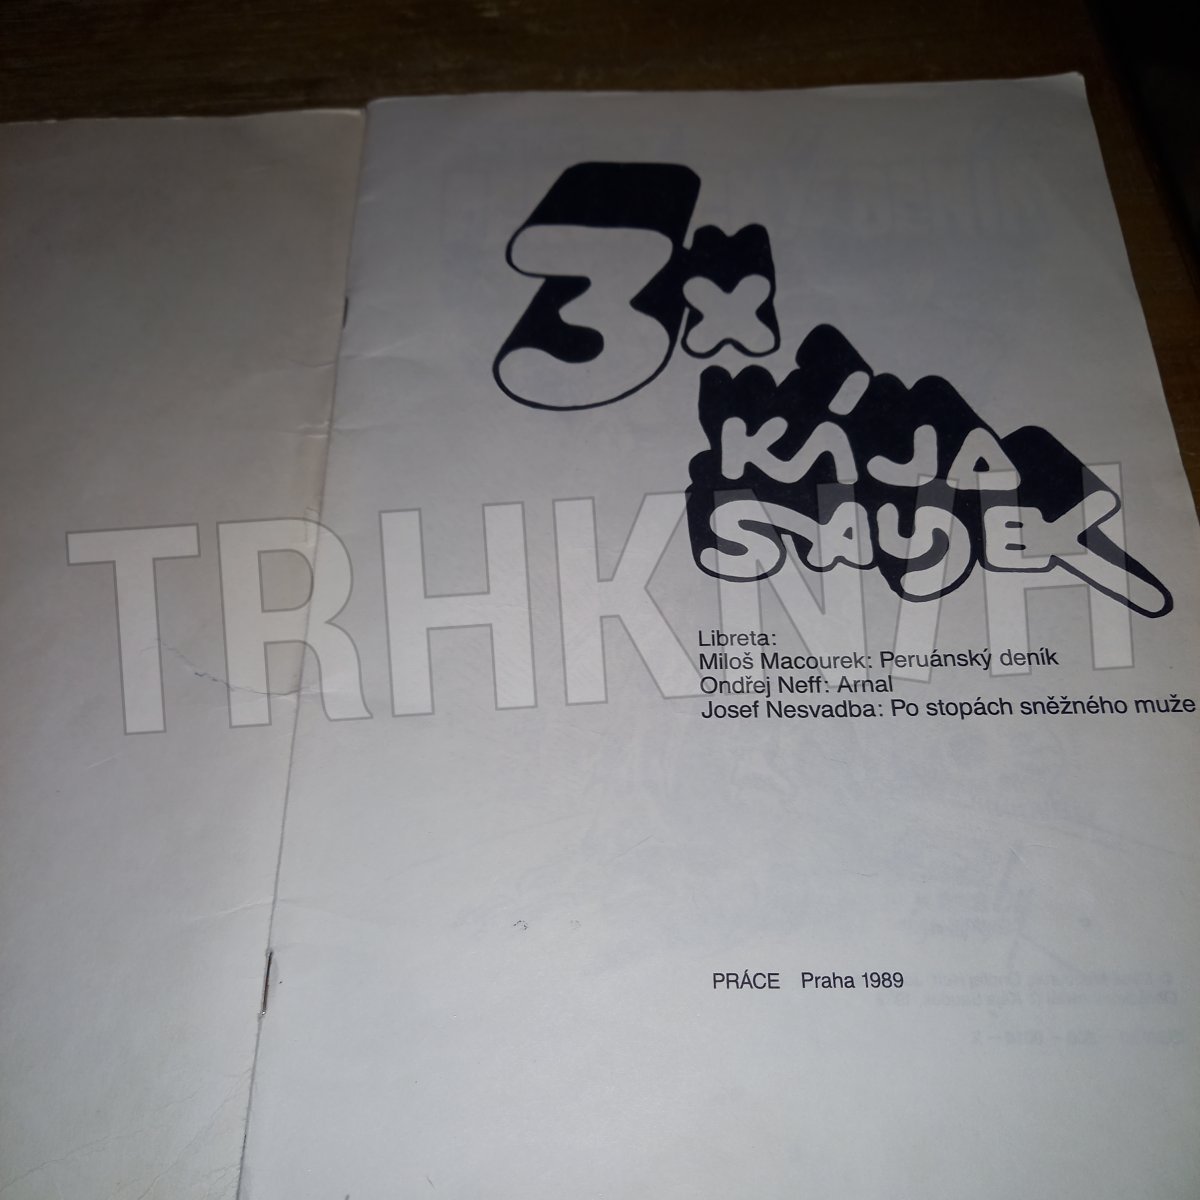 3x
KÁJA
SAUDEK
TRHKNIH
Libreta:
Miloš Macourek: Peruánský deník
Ondřej Neff: Arnal
Josef Nesvadba: Po stopách sněžného muže
PRÁCE Praha 1989